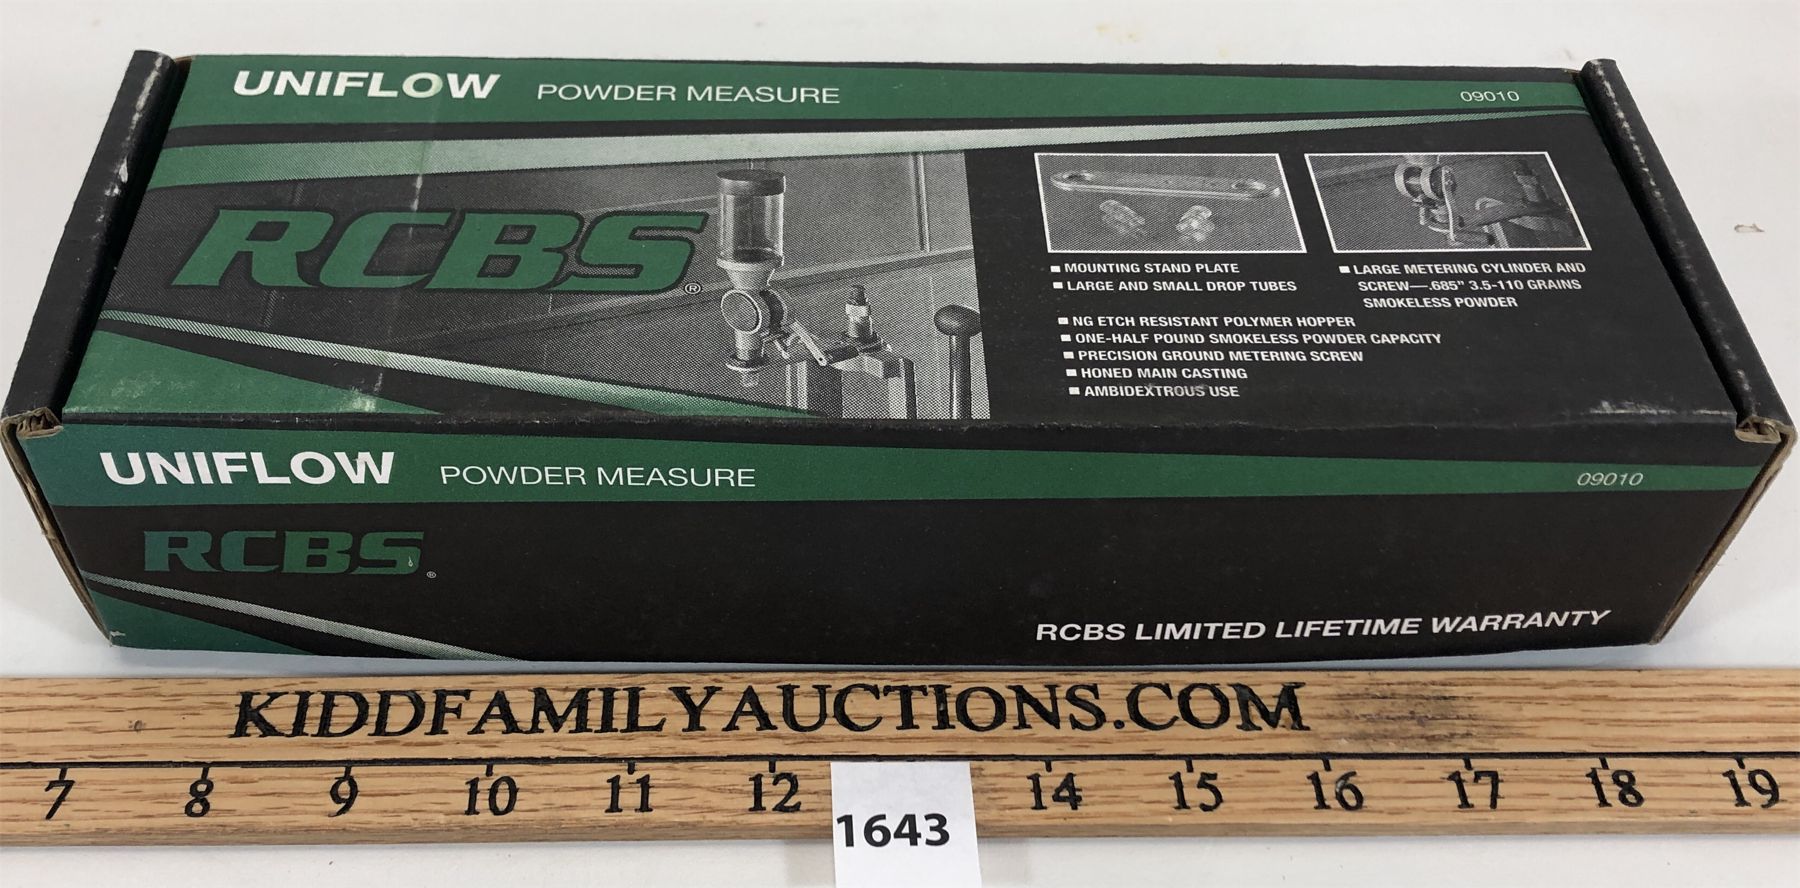 UNIFLOW POWDER MEASURE 09010
RCBS®
MOUNTING STAND PLATE
LARGE AND SMALL DROP TUBES
LARGE METERING CYLINDER AND
SCREW—.685" 3.5-110 GRAINS
SMOKELESS POWDER
NG ETCH RESISTANT POLYMER HOPPER
ONE-HALF POUND SMOKELESS POWDER CAPACITY
PRECISION GROUND METERING SCREW
HONED MAIN CASTING
AMBIDEXTROUS USE
UNIFLOW POWDER MEASURE 09010
RCBS®
RCBS LIMITED LIFETIME WARRANTY
KIDDFAMILYAUCTIONS.COM
7 8 9 10 11 12 14 15 16 17 18 19
1643